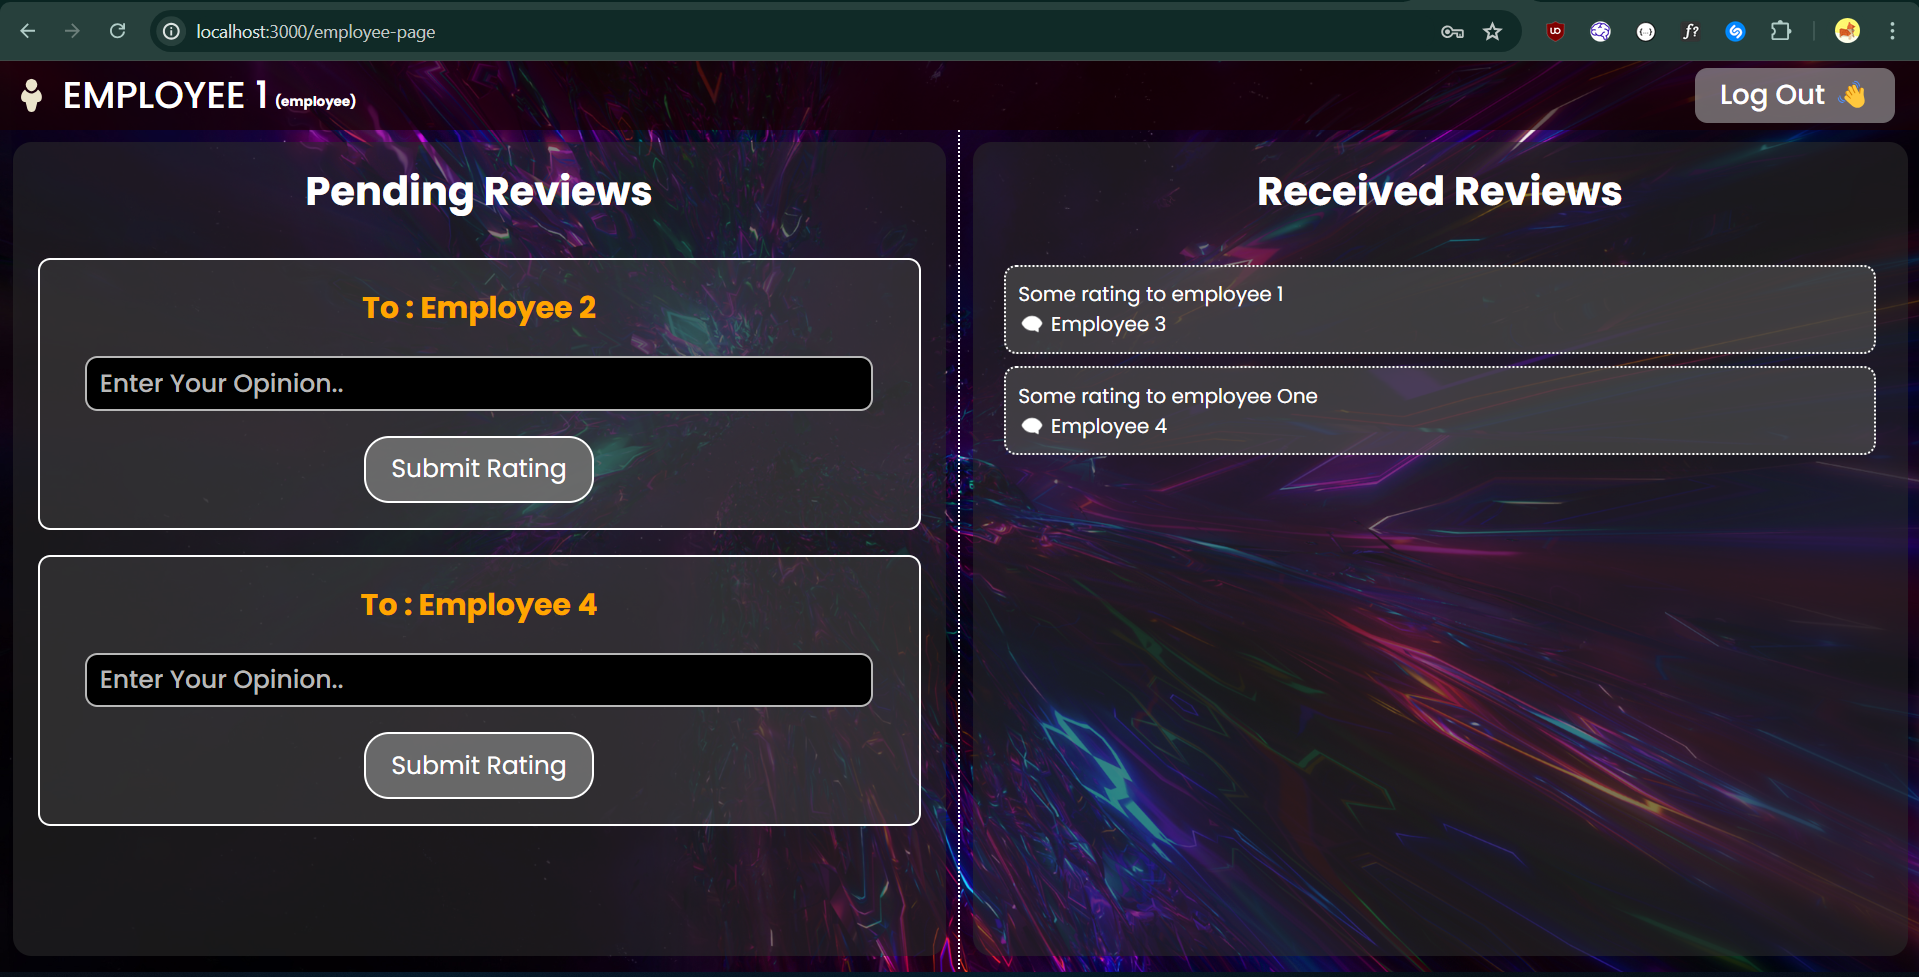 localhost:3000/employee-page
EMPLOYEE 1 (employee)
Log Out 👋
Pending Reviews
To : Employee 2
Enter Your Opinion..
Submit Rating
To : Employee 4
Enter Your Opinion..
Submit Rating
Received Reviews
Some rating to employee 1
Employee 3
Some rating to employee One
Employee 4